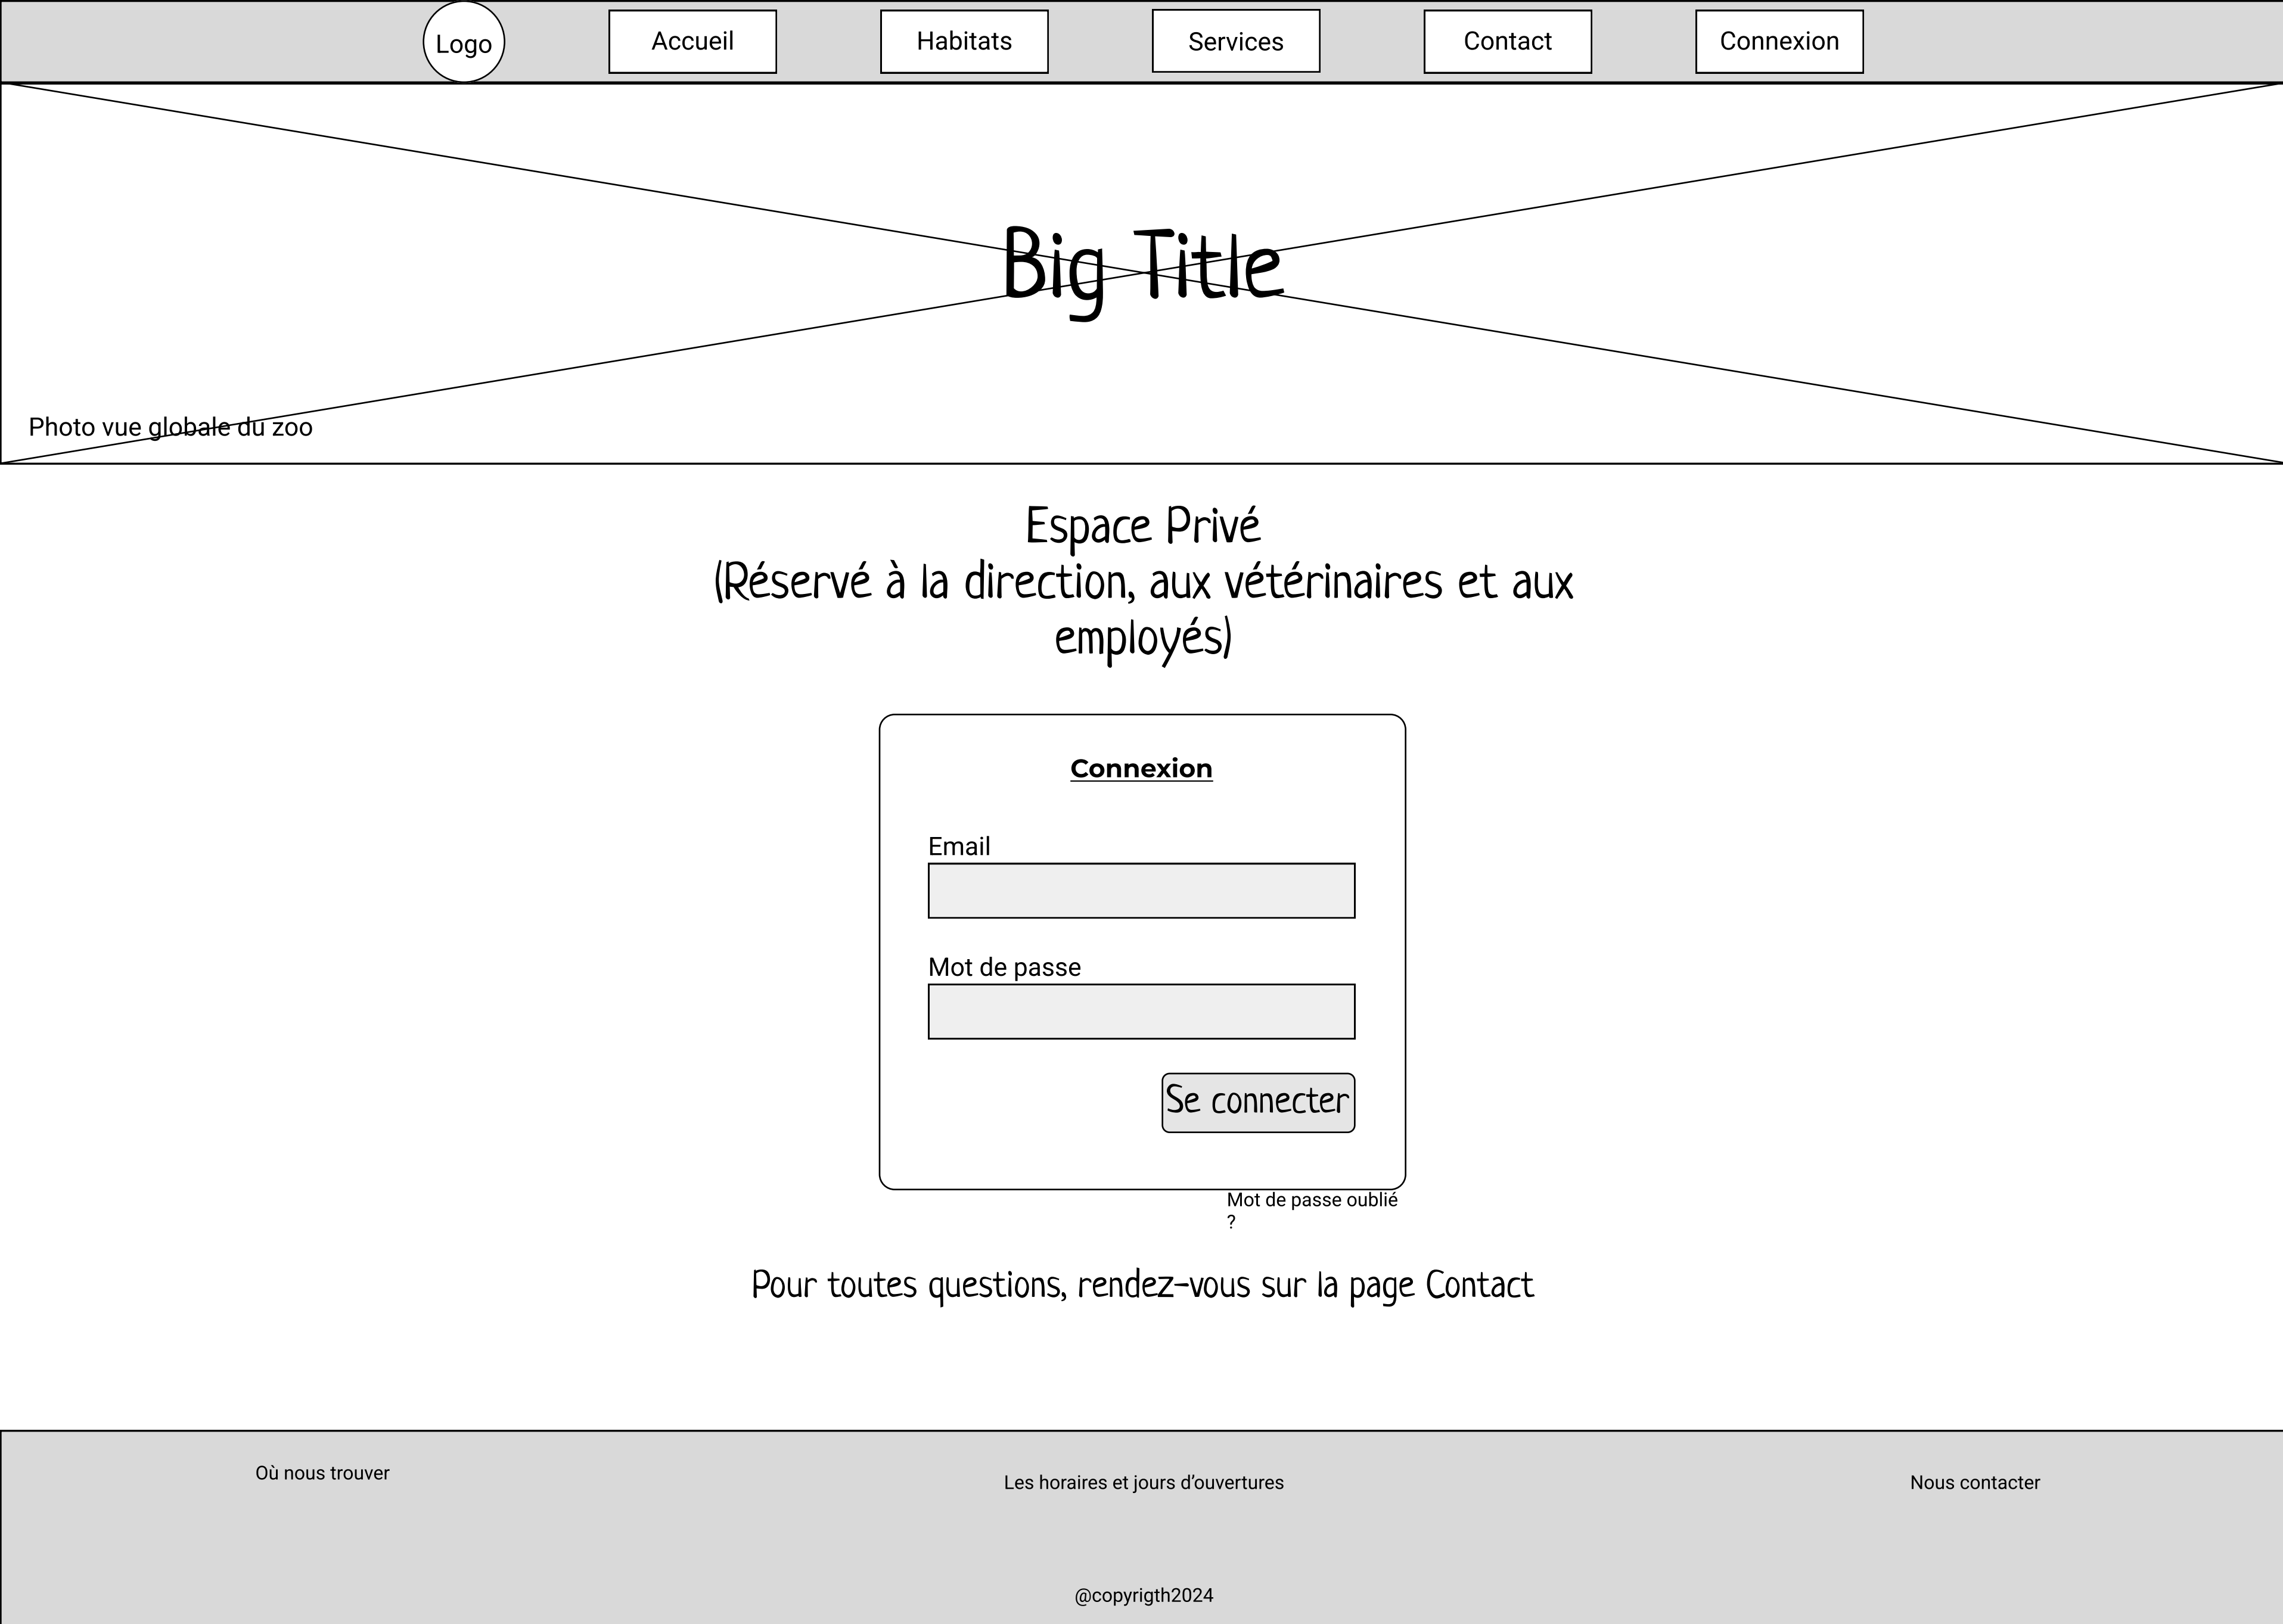 Logo
Accueil
Habitats
Services
Contact
Connexion
Big Title
Photo vue globale du zoo
Espace Privé
(Réservé à la direction, aux vétérinaires et aux
employés)
Connexion
Email
Mot de passe
Se connecter
Mot de passe oublié
?
Pour toutes questions, rendez-vous sur la page Contact
Où nous trouver
Les horaires et jours d’ouvertures
Nous contacter
@copyrigth2024